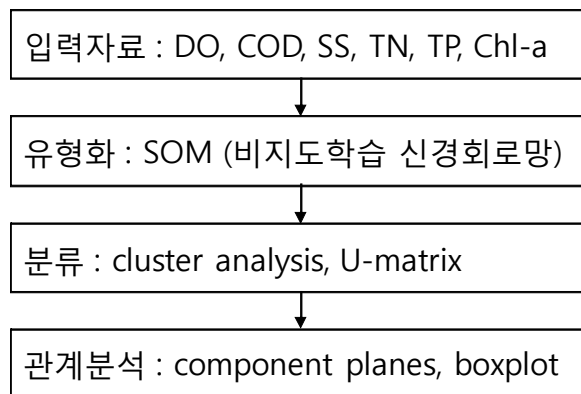 입력자료 : DO, COD, SS, TN, TP, Chl-a
유형화 : SOM (비지도학습 신경회로망)
분류 : cluster analysis, U-matrix
관계분석 : component planes, boxplot